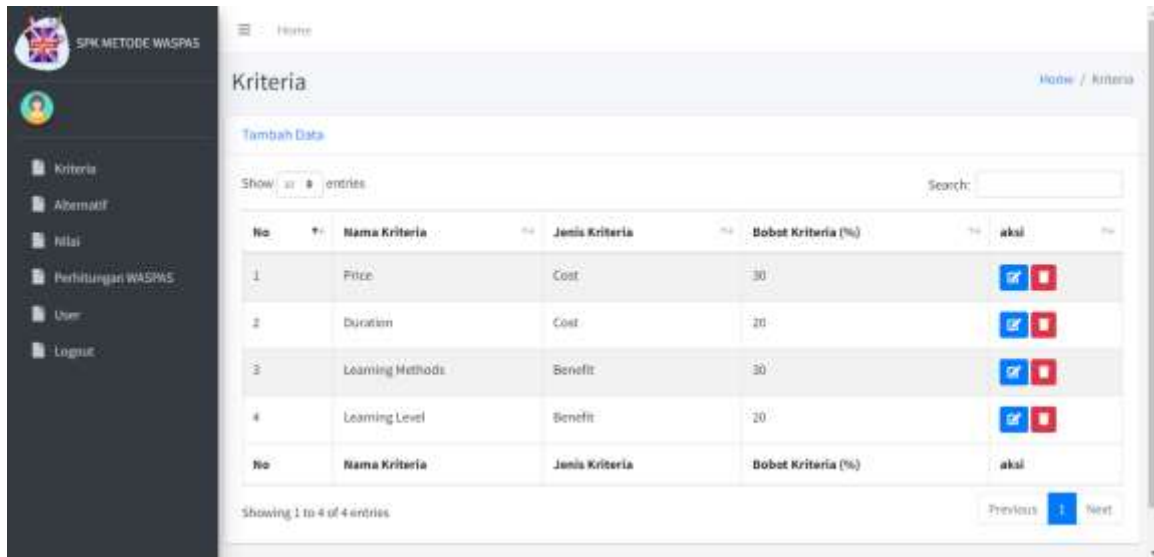 SPK METODE WASPAS
Home
Kriteria
Home / Kriteria
Tambah Data
Kriteria
Alternatif
Nilai
Perhitungan WASPAS
User
Logout
Show 10 entries
Search:
No Nama Kriteria Jenis Kriteria Bobot Kriteria (%) aksi
1 Price Cost 30
2 Duration Cost 20
3 Learning Methods Benefit 30
4 Learning Level Benefit 20
No Nama Kriteria Jenis Kriteria Bobot Kriteria (%) aksi
Showing 1 to 4 of 4 entries
Previous 1 Next